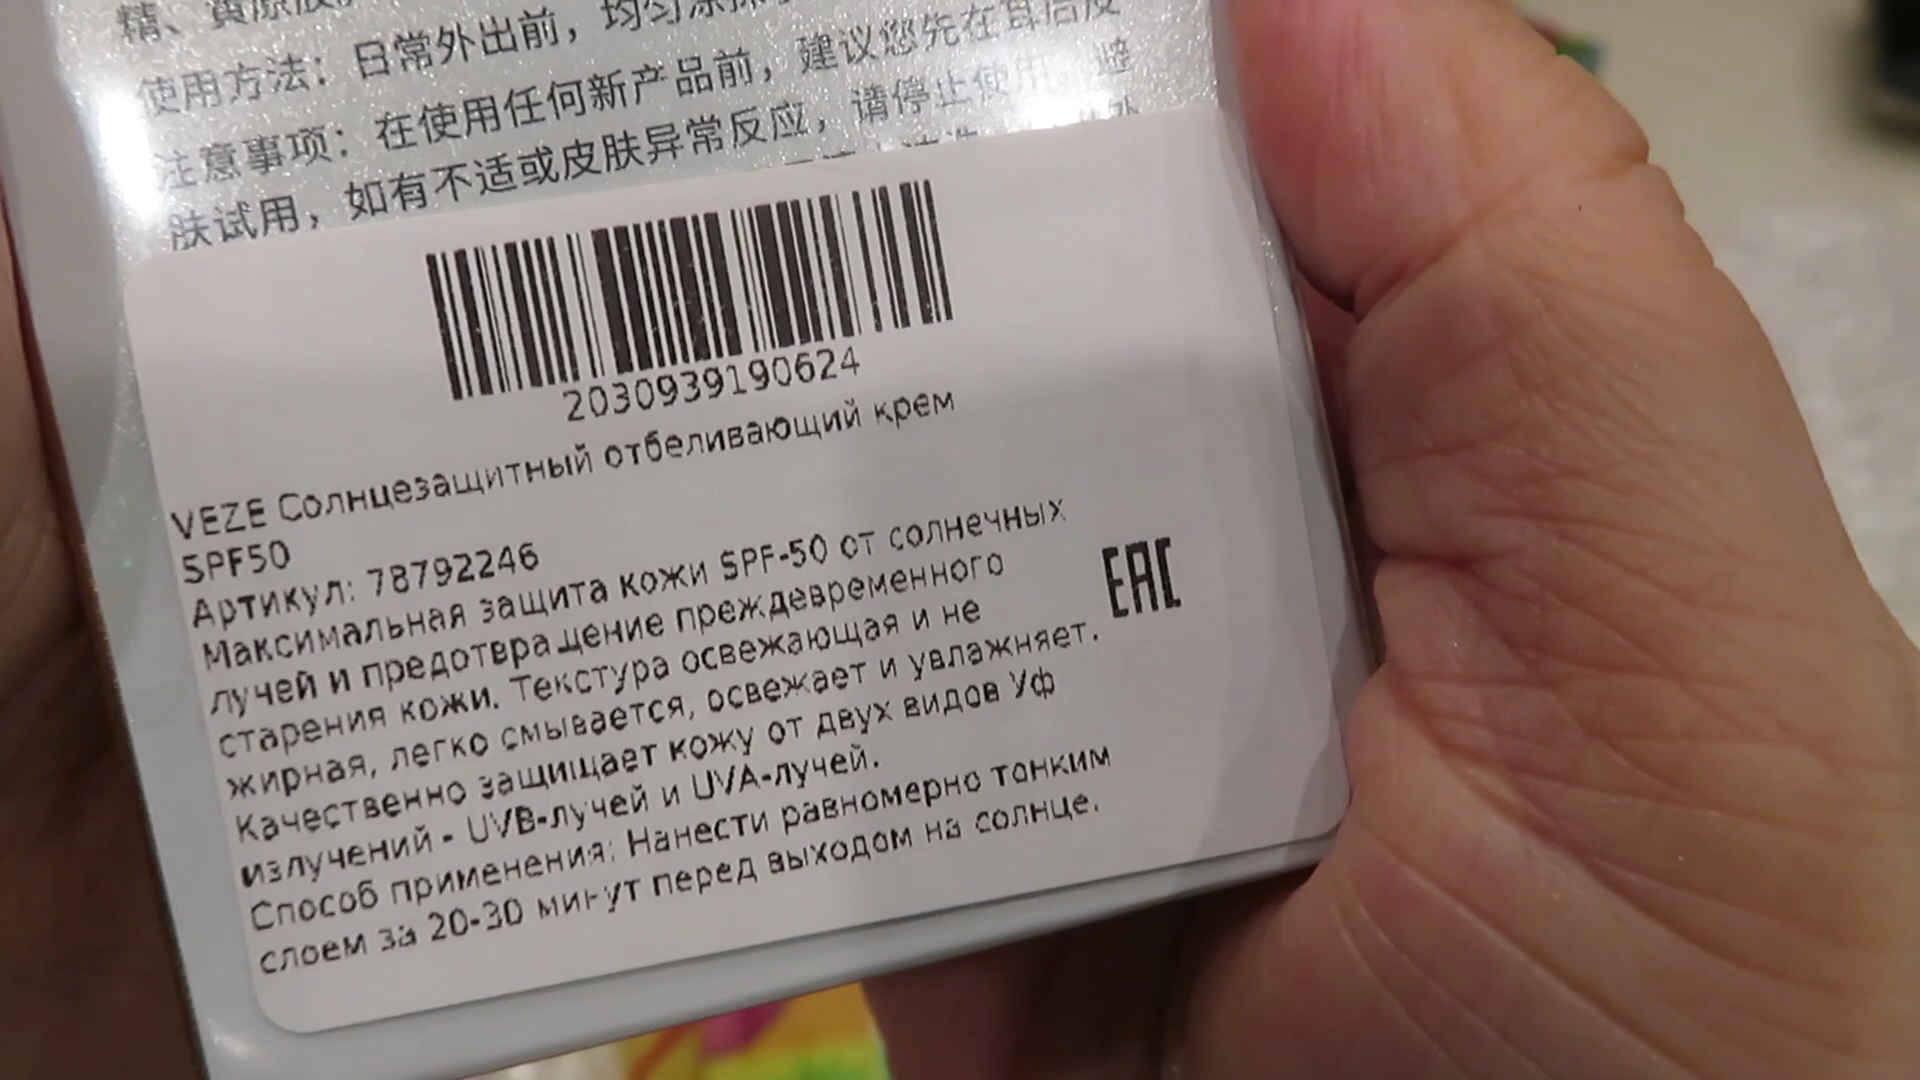 精、黄原胶。
使用方法：日常外出前，均匀涂抹
注意事项：在使用任何新产品前，建议您先在耳后皮
肤试用，如有不适或皮肤异常反应，请停止使用。避
2030939190624
VEZE Солнцезащитный отбеливающий крем
SPF50
Артикул: 78792246
Максимальная защита кожи SPF-50 от солнечных
лучей и предотвращение преждевременного
старения кожи. Текстура освежающая и не
жирная, легко смывается, освежает и увлажняет.
Качественно защищает кожу от двух видов Уф
излучений - UVB-лучей и UVA-лучей.
Способ применения: Нанести равномерно тонким
слоем за 20-30 минут перед выходом на солнце.
EAC